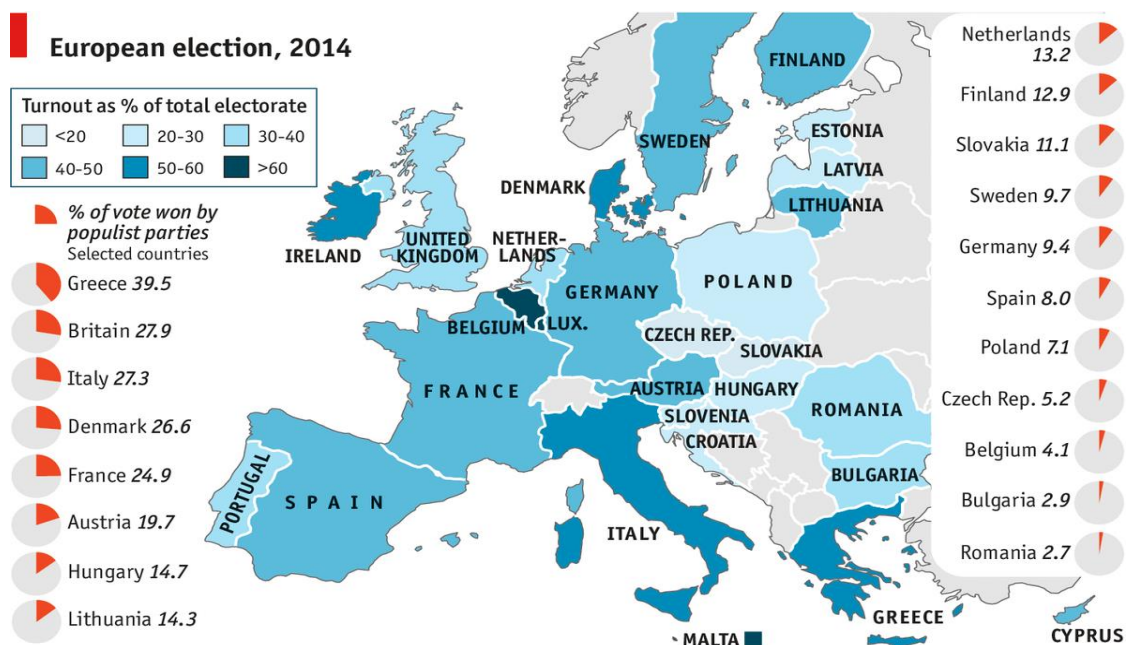 European election, 2014
Turnout as % of total electorate
<20
20-30
30-40
40-50
50-60
>60
% of vote won by
populist parties
Selected countries
Greece 39.5
Britain 27.9
Italy 27.3
Denmark 26.6
France 24.9
Austria 19.7
Hungary 14.7
Lithuania 14.3
FINLAND
SWEDEN
ESTONIA
LATVIA
LITHUANIA
DENMARK
IRELAND
UNITED
KINGDOM
NETHER-
LANDS
POLAND
GERMANY
BELGIUM
LUX.
CZECH REP.
SLOVAKIA
FRANCE
AUSTRIA
HUNGARY
SLOVENIA
ROMANIA
CROATIA
BULGARIA
PORTUGAL
SPAIN
ITALY
GREECE
MALTA
CYPRUS
Netherlands
13.2
Finland 12.9
Slovakia 11.1
Sweden 9.7
Germany 9.4
Spain 8.0
Poland 7.1
Czech Rep. 5.2
Belgium 4.1
Bulgaria 2.9
Romania 2.7